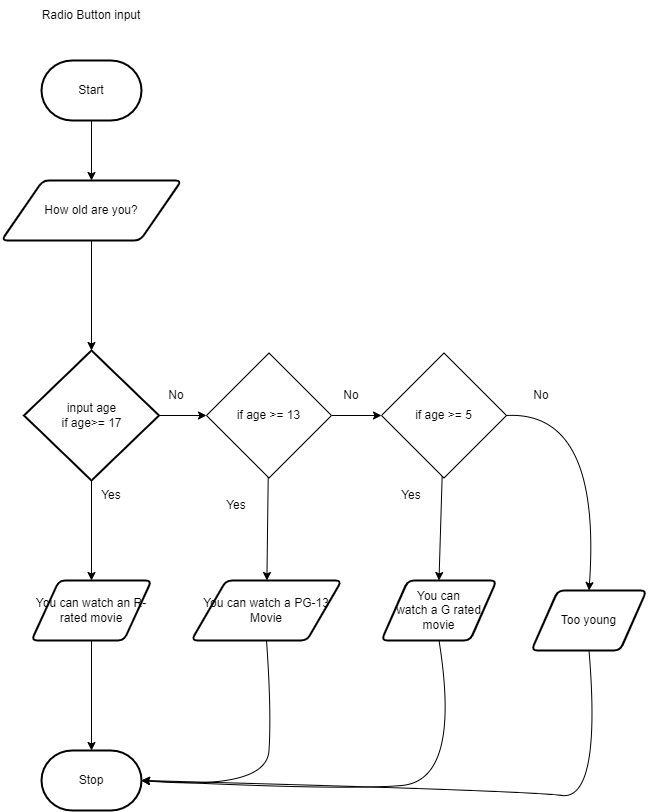 Radio Button input
Start
How old are you?
input age
if age>= 17
No
if age >= 13
No
if age >= 5
No
Yes
Yes
Yes
You can watch an R-
rated movie
You can watch a PG-13
Movie
You can
watch a G rated
movie
Too young
Stop